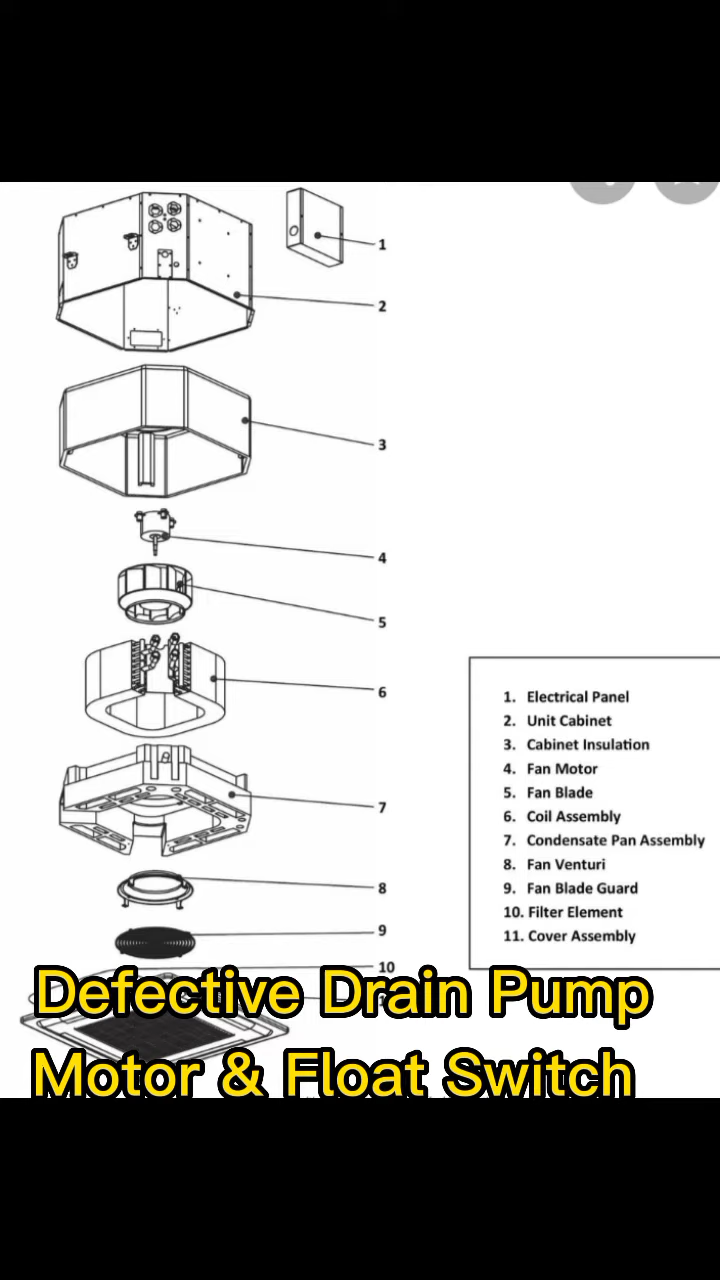 1
2
3
4
5
6
7
8
9
10
1. Electrical Panel
2. Unit Cabinet
3. Cabinet Insulation
4. Fan Motor
5. Fan Blade
6. Coil Assembly
7. Condensate Pan Assembly
8. Fan Venturi
9. Fan Blade Guard
10. Filter Element
11. Cover Assembly
Defective Drain Pump
Motor & Float Switch